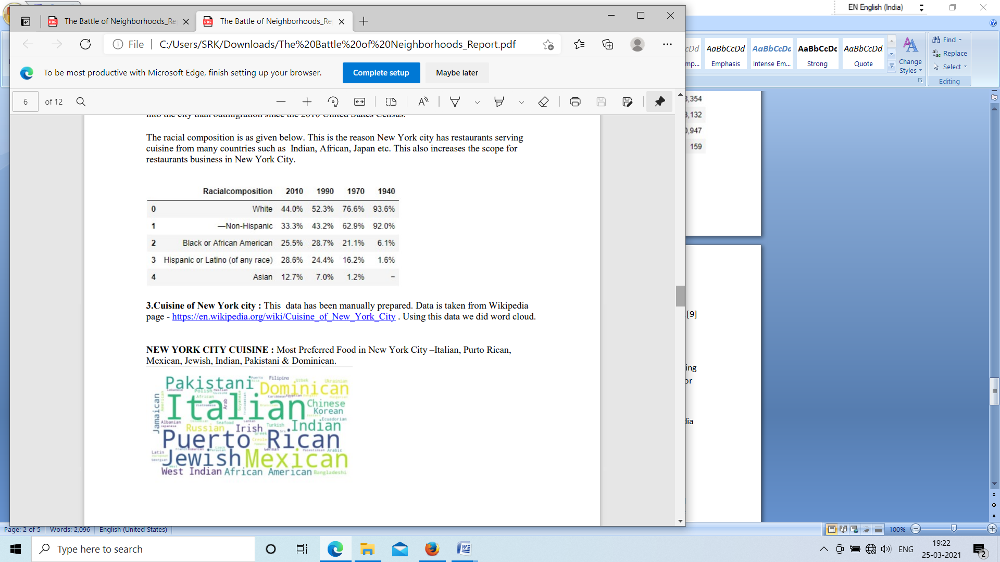 EN English (India)
The Battle of Neighborhoods_Re
The Battle of Neighborhoods_Re
File
C:/Users/SRK/Downloads/The%20Battle%20of%20Neighborhoods_Report.pdf
To be most productive with Microsoft Edge, finish setting up your browser.
Complete setup
Maybe later
6 of 12
AaBbCcDd
AaBbCcDd
AaBbCcDd
AaBbCcDd
mp...
Emphasis
Intense Em...
Strong
Quote
Change
Styles
Find
Replace
Select
Editing
into the city than outmigration since the 2010 United States Census.
The racial composition is as given below. This is the reason New York city has restaurants serving
cuisine from many countries such as Indian, African, Japan etc. This also increases the scope for
restaurants business in New York City.
Racialcomposition 2010 1990 1970 1940
0 White 44.0% 52.3% 76.6% 93.6%
1 —Non-Hispanic 33.3% 43.2% 62.9% 92.0%
2 Black or African American 25.5% 28.7% 21.1% 6.1%
3 Hispanic or Latino (of any race) 28.6% 24.4% 16.2% 1.6%
4 Asian 12.7% 7.0% 1.2% –
3.Cuisine of New York city : This data has been manually prepared. Data is taken from Wikipedia
page - https://en.wikipedia.org/wiki/Cuisine_of_New_York_City . Using this data we did word cloud.
NEW YORK CITY CUISINE : Most Preferred Food in New York City –Italian, Purto Rican,
Mexican, Jewish, Indian, Pakistani & Dominican.
Pakistani
Filipino
Ukrainian
Dominican
Polish
African
Arab
Jamaican
Italian
Chinese
Korean
Ecuadorian
Albanian
Seafood
Turkish
Indian
Russian
Irish
Puerto Rican
German
Arabic
Latin
Jewish
Mexican
West Indian
African American
Bangladeshi
,354
,132
,947
159
[9]
ing
or
dia
Page: 2 of 5
Words: 2,096
English (United States)
100%
Type here to search
ENG
19:22
25-03-2021
2